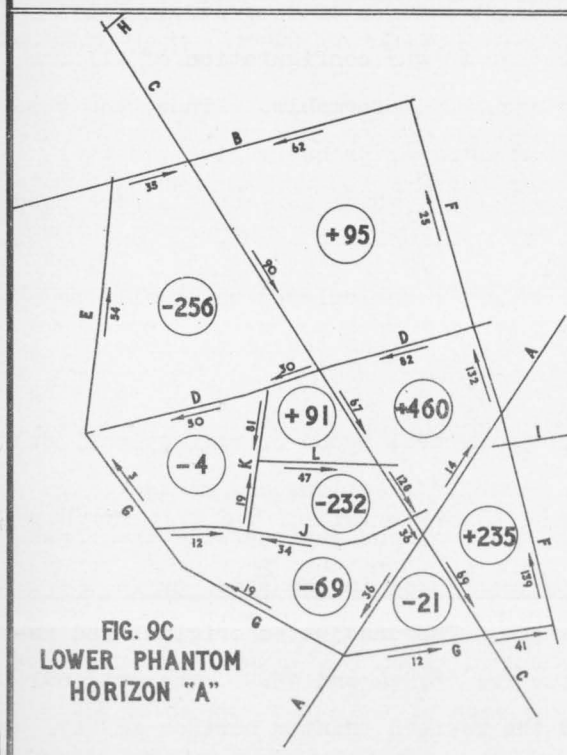 H
C
B
62
35
F
25
+95
90
-256
E
54
D
82
30
A
132
D
50
+91
67
+460
81
-4
K
L
47
I
14
128
3
G
19
-232
12
J
34
36
+235
F
139
-69
69
36
-21
19
G
12
G
41
A
C
FIG. 9C
LOWER PHANTOM
HORIZON "A"